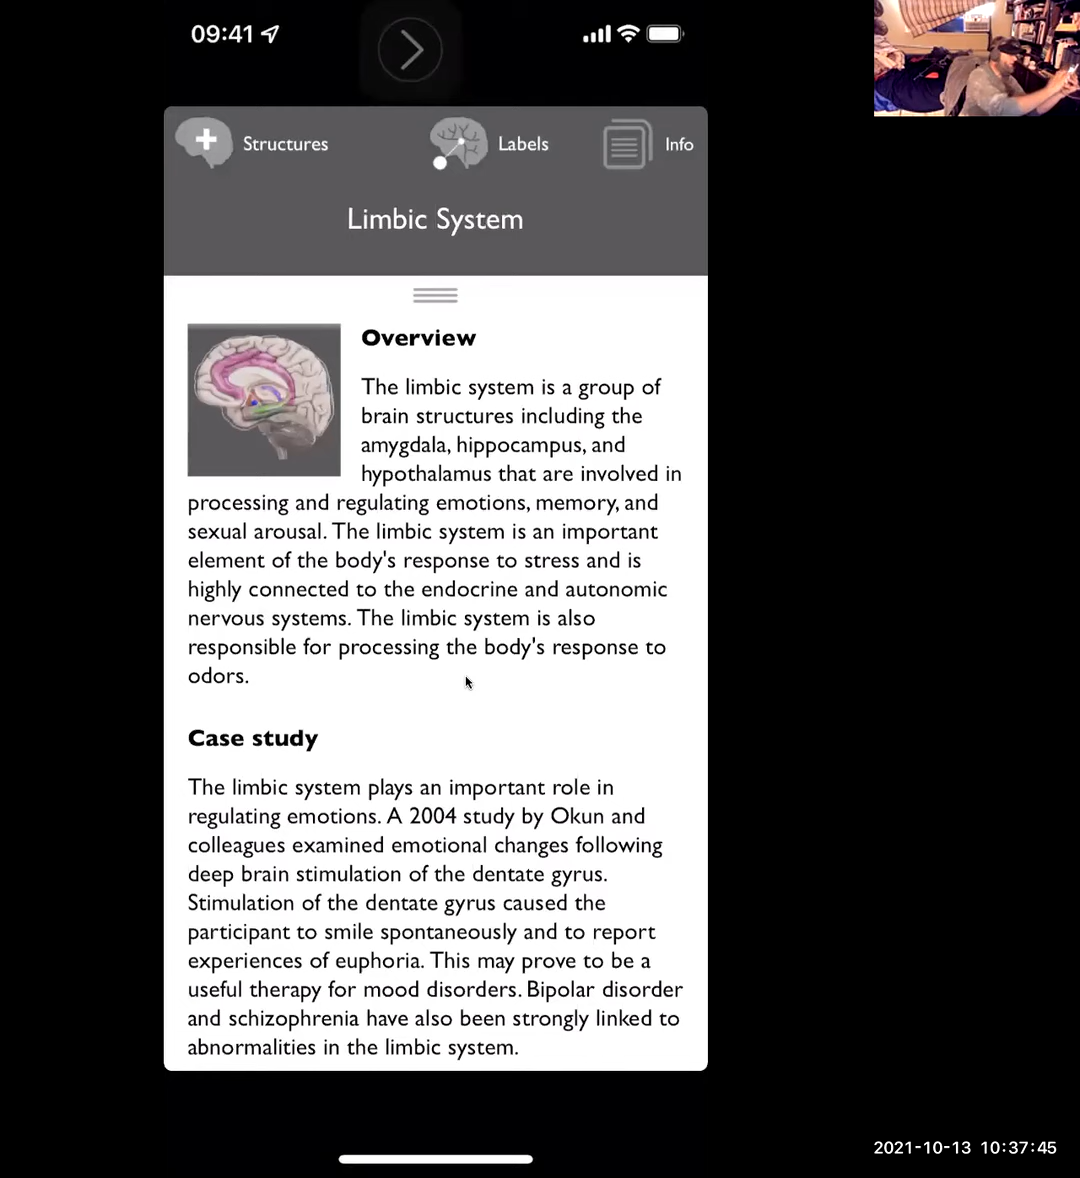 09:41
Structures
Labels
Info
Limbic System
Overview
The limbic system is a group of
brain structures including the
amygdala, hippocampus, and
hypothalamus that are involved in
processing and regulating emotions, memory, and
sexual arousal. The limbic system is an important
element of the body's response to stress and is
highly connected to the endocrine and autonomic
nervous systems. The limbic system is also
responsible for processing the body's response to
odors.
Case study
The limbic system plays an important role in
regulating emotions. A 2004 study by Okun and
colleagues examined emotional changes following
deep brain stimulation of the dentate gyrus.
Stimulation of the dentate gyrus caused the
participant to smile spontaneously and to report
experiences of euphoria. This may prove to be a
useful therapy for mood disorders. Bipolar disorder
and schizophrenia have also been strongly linked to
abnormalities in the limbic system.
2021-10-13 10:37:45